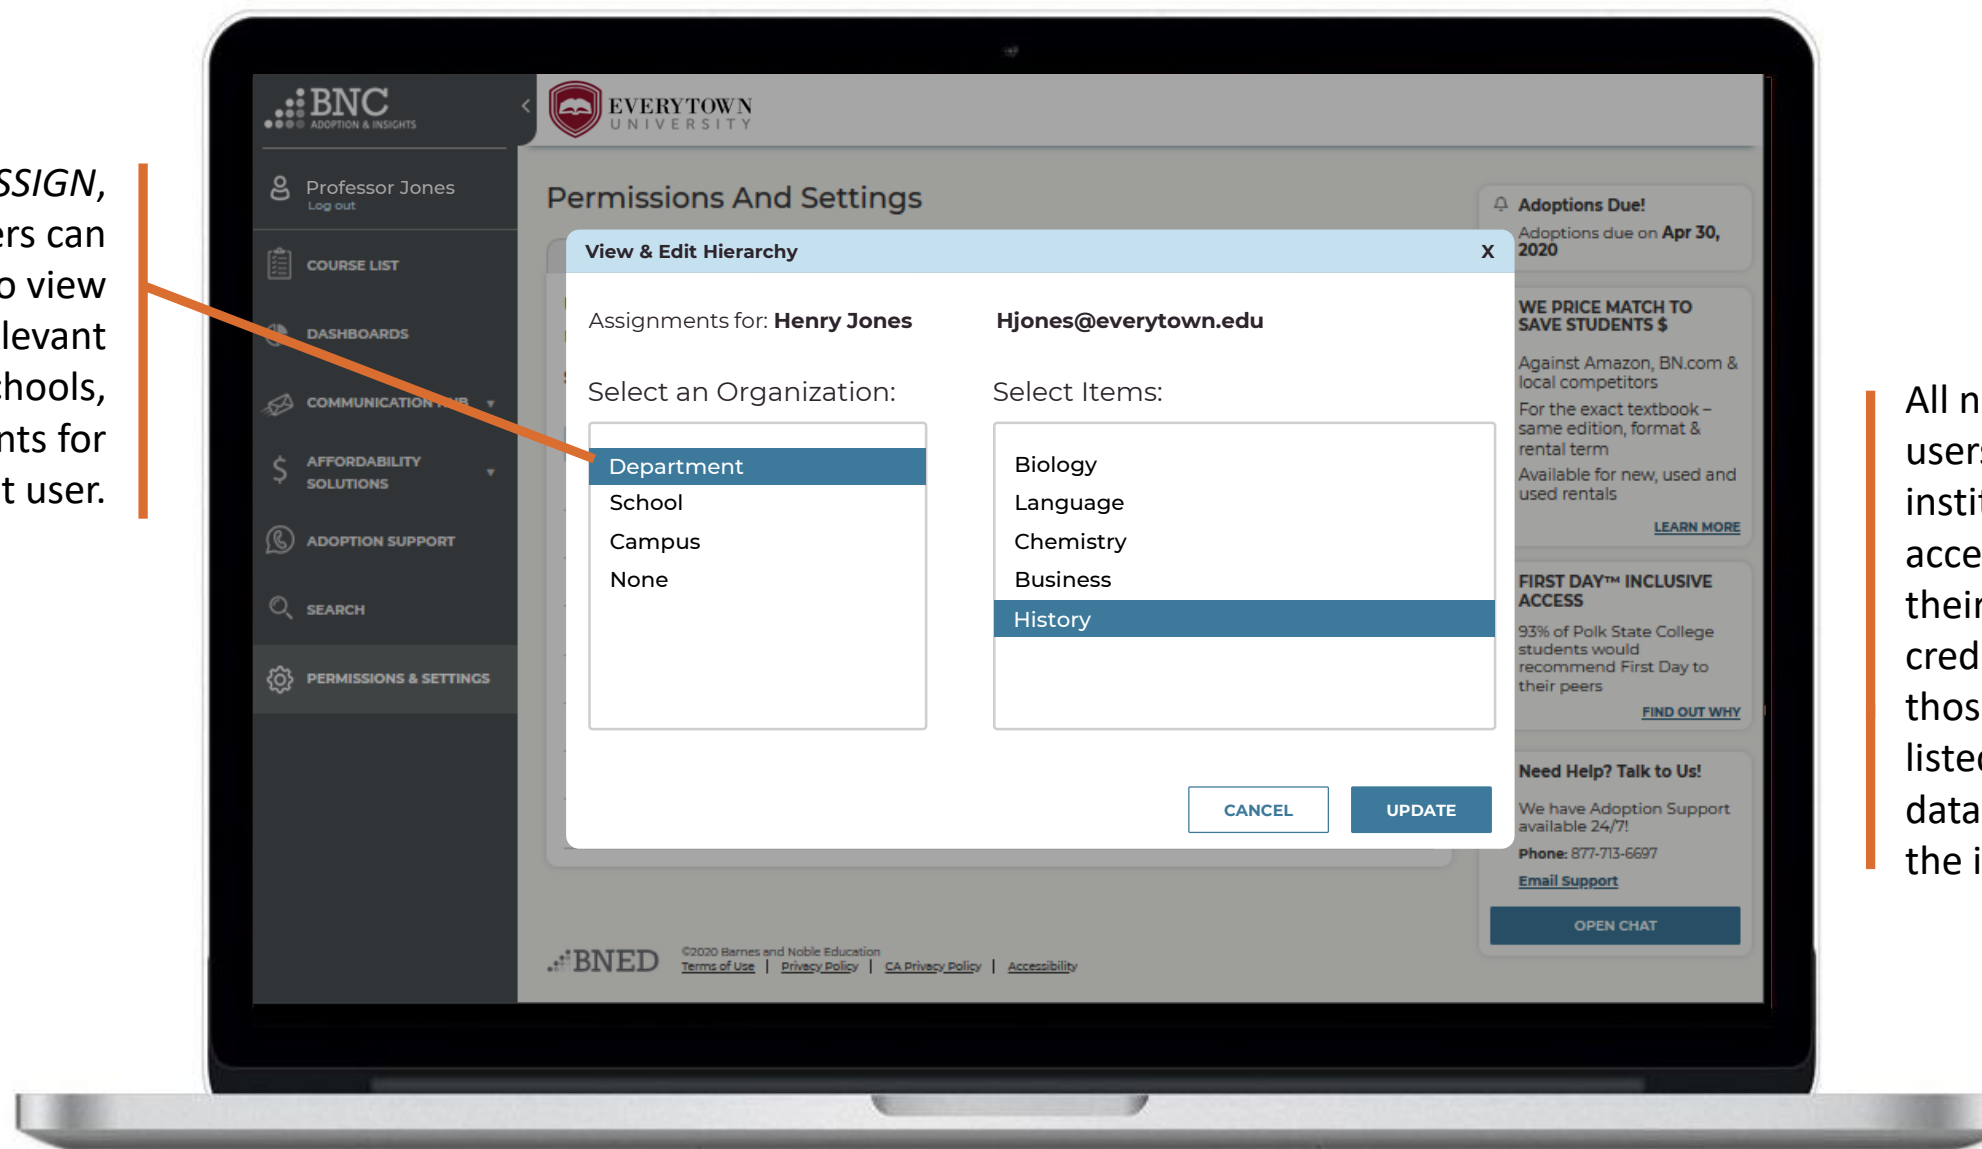 SSIGN,
ers can
o view
levant
chools,
nts for
t user.
BNC
ADOPTION & INSIGHTS
Professor Jones
Log out
COURSE LIST
DASHBOARDS
COMMUNICATION
AFFORDABILITY
SOLUTIONS
ADOPTION SUPPORT
SEARCH
PERMISSIONS & SETTINGS
EVERYTOWN
UNIVERSITY
Permissions And Settings
View & Edit Hierarchy X
Assignments for: Henry Jones Hjones@everytown.edu
Select an Organization:
Department
School
Campus
None
Select Items:
Biology
Language
Chemistry
Business
History
CANCEL UPDATE
Adoptions Due!
Adoptions due on Apr 30,
2020
WE PRICE MATCH TO
SAVE STUDENTS $
Against Amazon, BN.com &
local competitors
For the exact textbook –
same edition, format &
rental term
Available for new, used and
used rentals
LEARN MORE
FIRST DAY™ INCLUSIVE
ACCESS
93% of Polk State College
students would
recommend First Day to
their peers
FIND OUT WHY
Need Help? Talk to Us!
We have Adoption Support
available 24/7!
Phone: 877-713-6697
Email Support
OPEN CHAT
BNED
©2020 Barnes and Noble Education
Terms of Use | Privacy Policy | CA Privacy Policy | Accessibility
All n
users
instit
acce
their
cred
thos
listed
data
the i